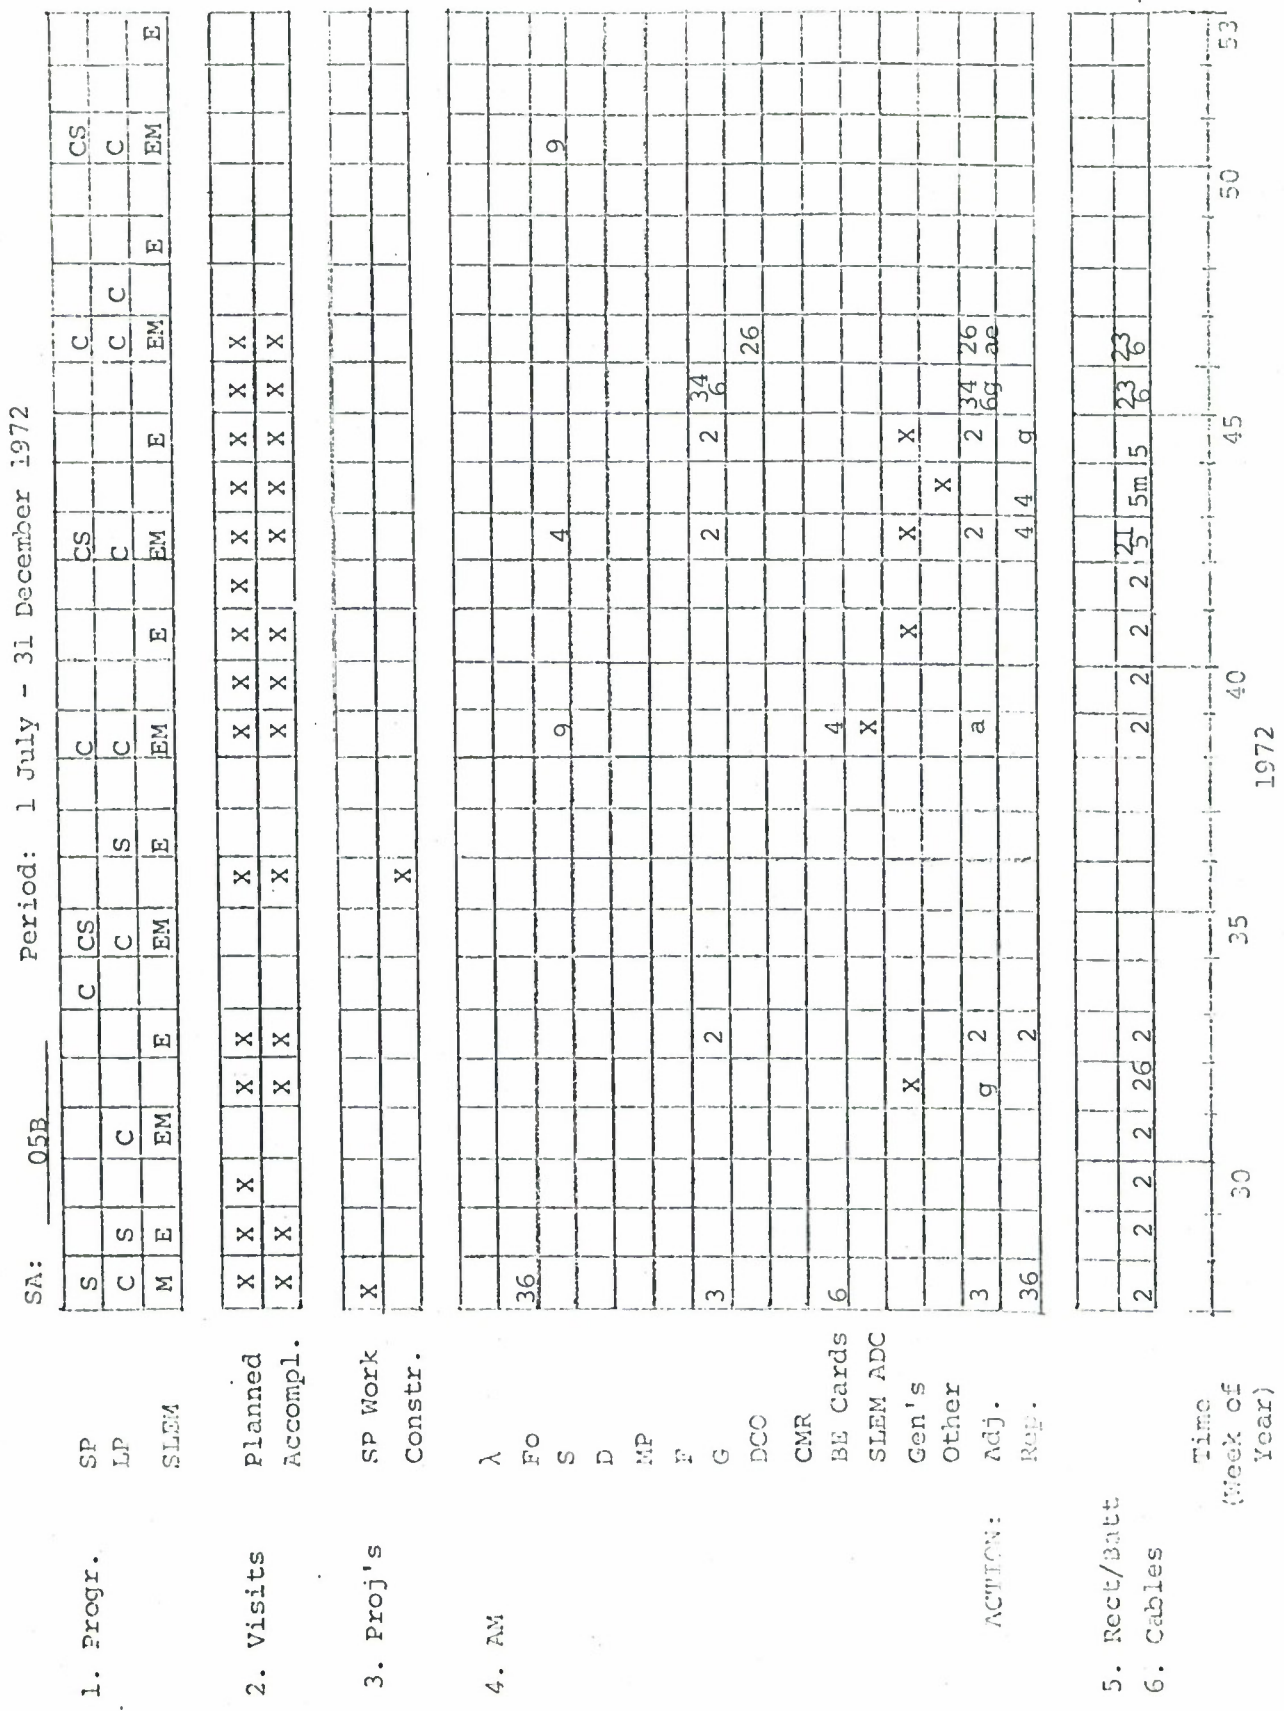 SA: 05B Period: 1 July - 31 December 1972
1. Progr. SP S C CS C CS C CS
LP C S C C S C C C C C
SLEM M E EM E EM E EM E EM E EM E EM E
2. Visits Planned X X X X X X X X X X X X X X X
Accompl. X X X X X X X X X X X X X
3. Proj's SP Work X
Constr. X
4. AM λ
Fo 36
S 9 4 9
D
MP
F
G 3 2 2 2 34 6
DCO 26
CMR
BE Cards 6 4
SLEM ADC X
Gen's X X X X
Other X
ACTION: Adj. 3 g 2 a 2 2 34 6g 26 ae
Rep. 36 2 4 4 g
5. Rect/Batt
6. Cables 2 2 2 2 26 2 2 2 2 2 21 5 5m 5 23 6 23 6
Time 30 35 40 45 50 53
(Week of 1972
Year)